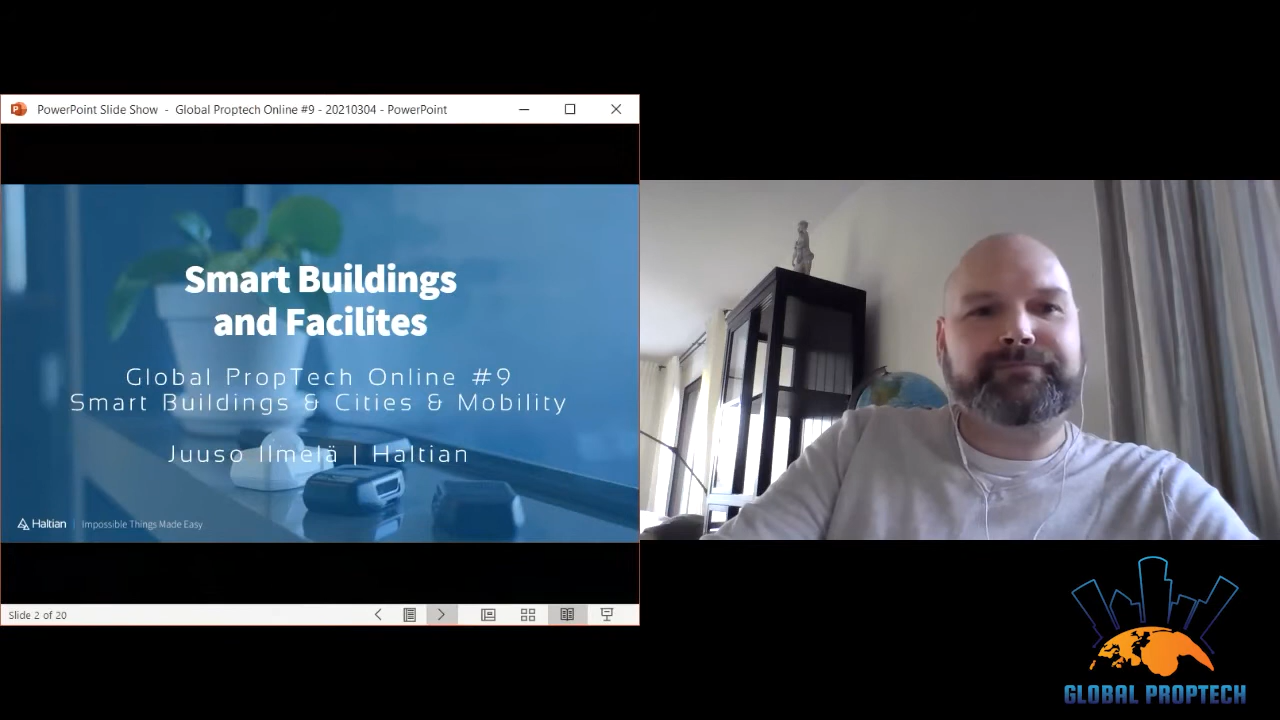 PowerPoint Slide Show - Global Proptech Online #9 - 20210304 - PowerPoint
Smart Buildings
and Facilites
Global PropTech Online #9
Smart Buildings & Cities & Mobility
Juuso Ilmelä | Haltian
Haltian | Impossible Things Made Easy
Slide 2 of 20
GLOBAL PROPTECH